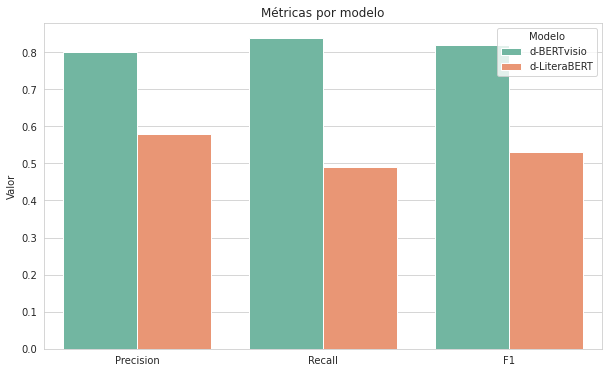 Métricas por modelo
Modelo
d-BERTvisio
d-LiteraBERT
Valor
0.8
0.7
0.6
0.5
0.4
0.3
0.2
0.1
0.0
Precision
Recall
F1